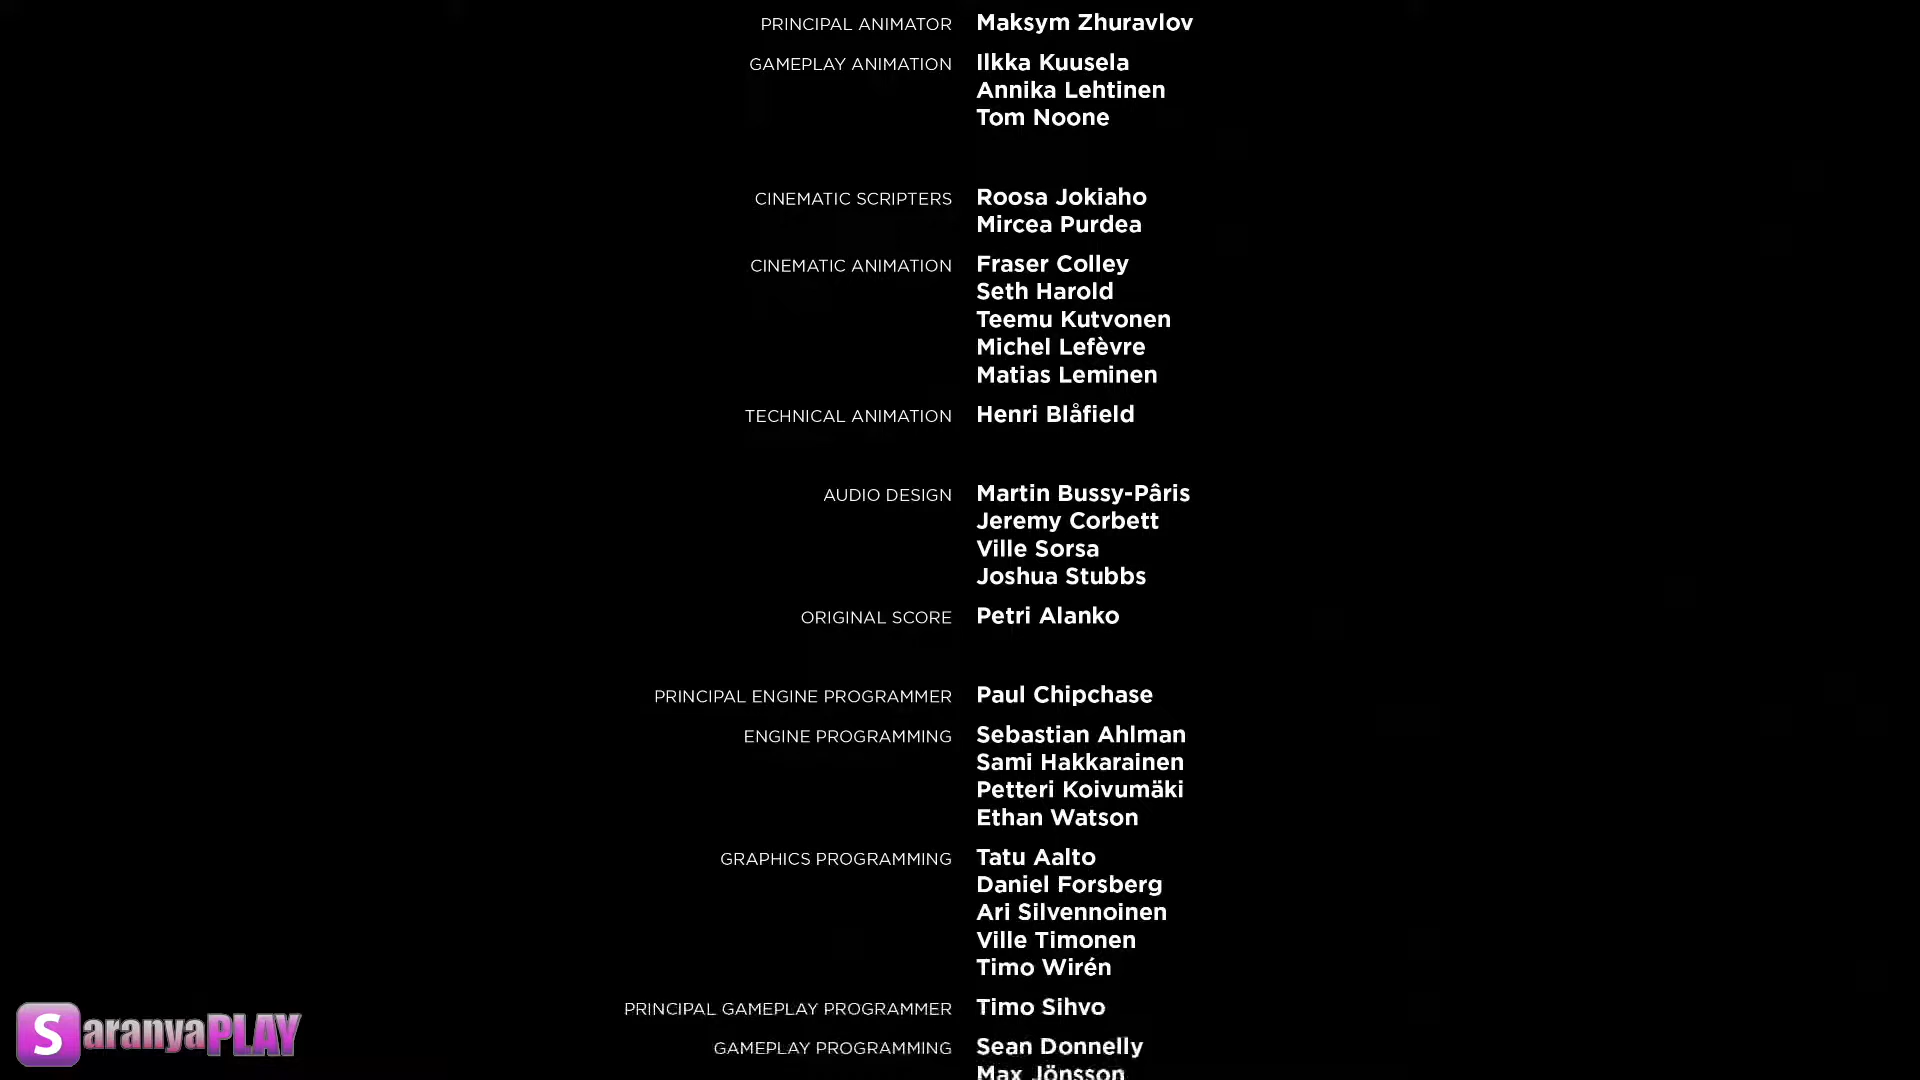 PRINCIPAL ANIMATOR Maksym Zhuravlov
GAMEPLAY ANIMATION Ilkka Kuusela
Annika Lehtinen
Tom Noone
CINEMATIC SCRIPTERS Roosa Jokiaho
Mircea Purdea
CINEMATIC ANIMATION Fraser Colley
Seth Harold
Teemu Kutvonen
Michel Lefèvre
Matias Leminen
TECHNICAL ANIMATION Henri Blåfield
AUDIO DESIGN Martin Bussy-Pâris
Jeremy Corbett
Ville Sorsa
Joshua Stubbs
ORIGINAL SCORE Petri Alanko
PRINCIPAL ENGINE PROGRAMMER Paul Chipchase
ENGINE PROGRAMMING Sebastian Ahlman
Sami Hakkarainen
Petteri Koivumäki
Ethan Watson
GRAPHICS PROGRAMMING Tatu Aalto
Daniel Forsberg
Ari Silvennoinen
Ville Timonen
Timo Wirén
PRINCIPAL GAMEPLAY PROGRAMMER Timo Sihvo
GAMEPLAY PROGRAMMING Sean Donnelly
Max Jönsson
SaranyaPLAY